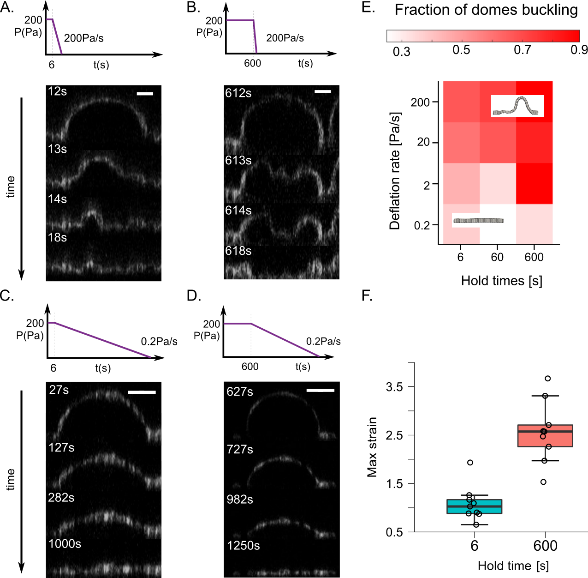 A.
200
P(Pa)
200Pa/s
6
t(s)
time
12s
13s
14s
18s
B.
200
P(Pa)
200Pa/s
600
t(s)
612s
613s
614s
618s
C.
200
P(Pa)
0.2Pa/s
6
t(s)
time
27s
127s
282s
1000s
D.
200
P(Pa)
0.2Pa/s
600
t(s)
627s
727s
982s
1250s
E.
Fraction of domes buckling
0.3 0.5 0.7 0.9
Deflation rate [Pa/s]
200
20
2
0.2
6 60 600
Hold times [s]
F.
Max strain
3.5
2.5
1.5
0.5
6 600
Hold time [s]